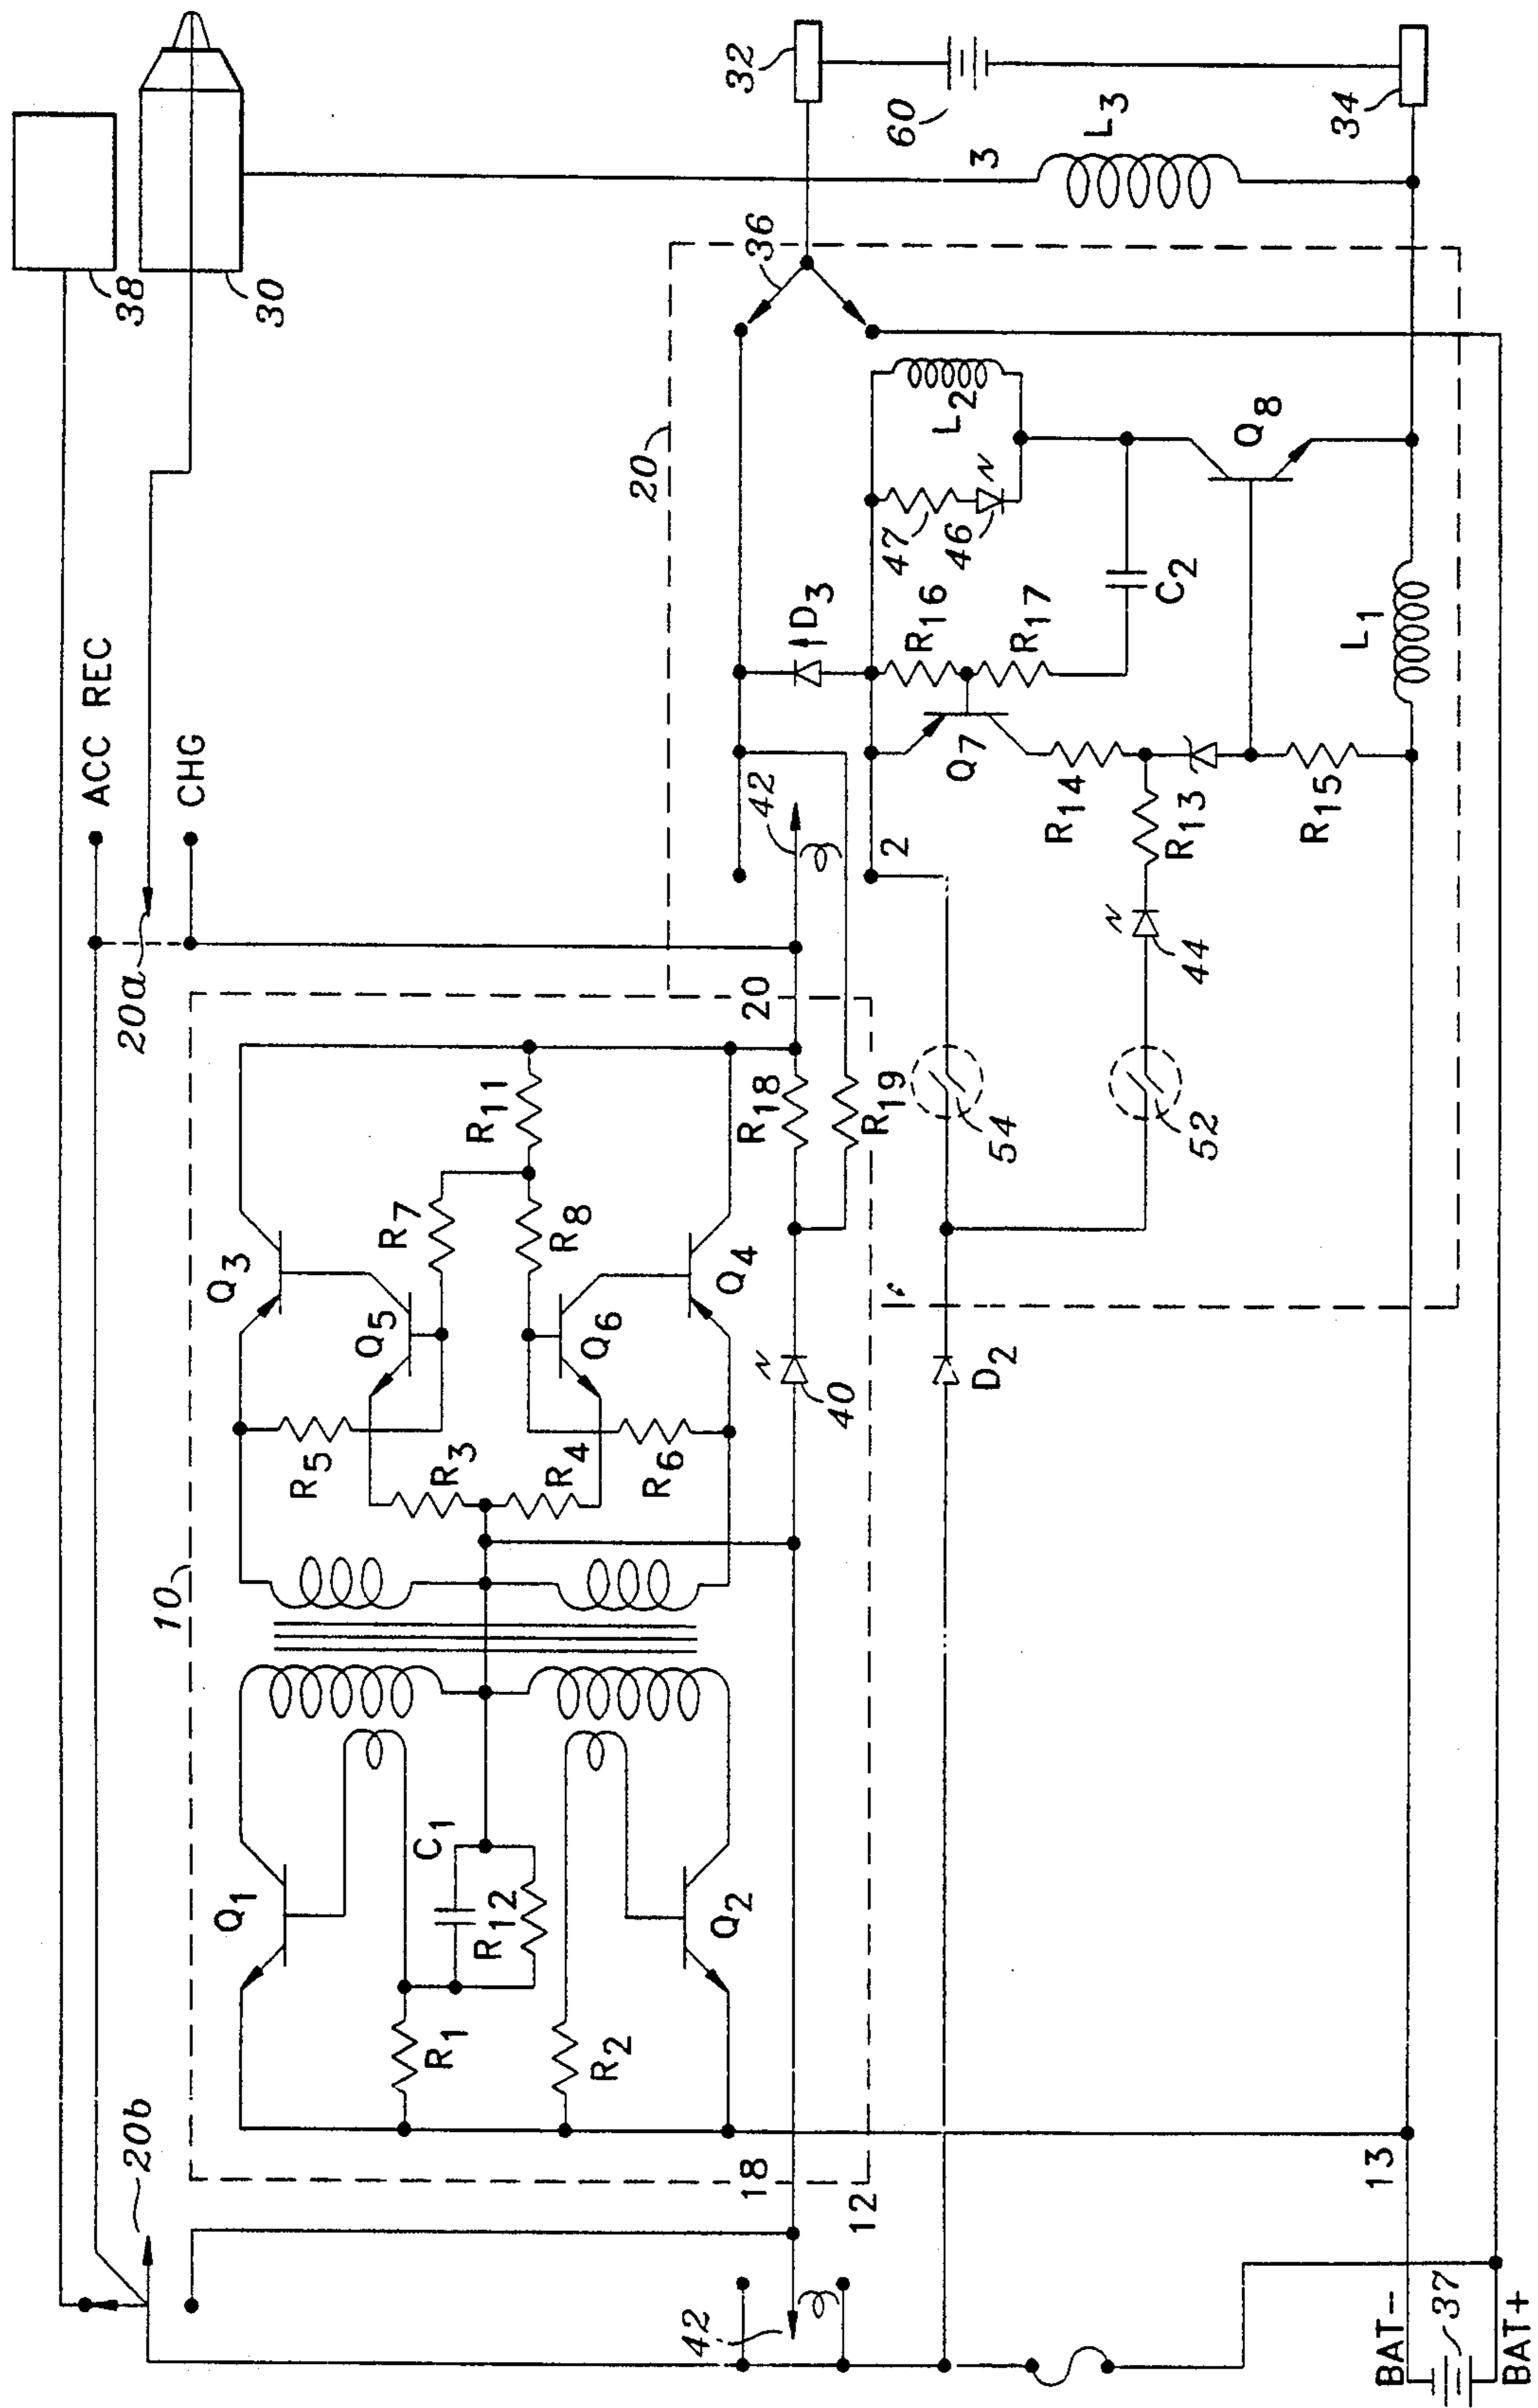 38
30
ACC REC
20a
CHG
20b
32
60
34
3
L3
36
20
10
Q3
Q5
R7
R11
R8
Q6
Q4
R5
R3
R4
R6
Q1
C1
R12
Q2
R1
R2
20
R18
R19
42
D3
2
L2
47
46
R16
R17
C2
Q8
Q7
R14
R13
R15
L1
44
54
52
D2
40
18
12
42
13
BAT-
37
BAT+